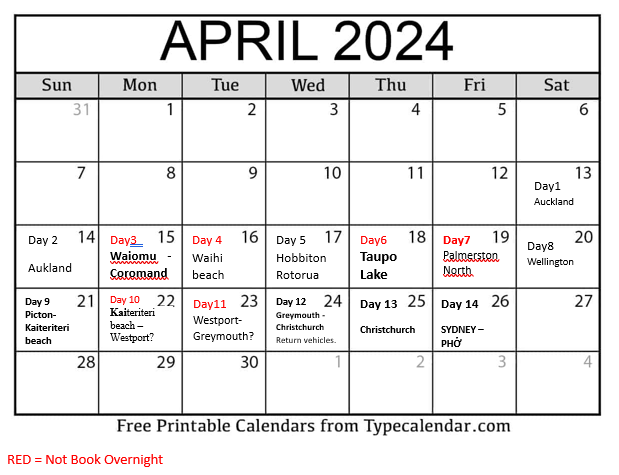 APRIL 2024
Sun Mon Tue Wed Thu Fri Sat
31 1 2 3 4 5 6
7 8 9 10 11 12 13
Day1
Auckland
Day 2 14 Day3 15 Day 4 16 Day 5 17 Day6 18 Day7 19 Day8 20
Aukland Waiomu - Waihi Hobbiton Taupo Palmerston Wellington
Coromand beach Rotorua Lake North
Day 9 21 Day 10 22 Day11 23 Day 12 24 Day 13 25 Day 14 26 27
Picton- Kaiteriteri Westport- Greymouth - Christchurch SYDNEY –
Kaiteriteri beach – Greymouth? Christchurch PHỞ
beach Westport? Return vehicles.
28 29 30 1 2 3 4
Free Printable Calendars from Typecalendar.com
RED = Not Book Overnight